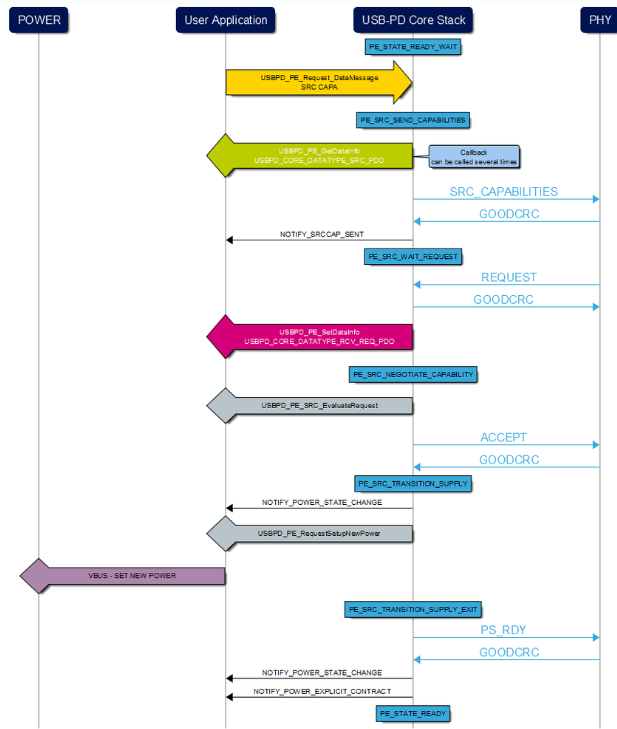 POWER
User Application
USB-PD Core Stack
PHY
PE_STATE_READY_WAIT
USBPD_PE_Request_DataMessage
SRC CAPA
PE_SRC_SEND_CAPABILITIES
USBPD_PE_GetDataInfo
USBPD_CORE_DATATYPE_SRC_PDO
Callback
can be called several times
SRC_CAPABILITIES
GOODCRC
NOTIFY_SRCCAP_SENT
PE_SRC_WAIT_REQUEST
REQUEST
GOODCRC
USBPD_PE_SetDataInfo
USBPD_CORE_DATATYPE_RCV_REQ_PDO
PE_SRC_NEGOTIATE_CAPABILITY
USBPD_PE_SRC_EvaluateRequest
ACCEPT
GOODCRC
PE_SRC_TRANSITION_SUPPLY
NOTIFY_POWER_STATE_CHANGE
USBPD_PE_RequestSetupNewPower
VBUS - SET NEW POWER
PE_SRC_TRANSITION_SUPPLY_EXIT
PS_RDY
GOODCRC
NOTIFY_POWER_STATE_CHANGE
NOTIFY_POWER_EXPLICIT_CONTRACT
PE_STATE_READY